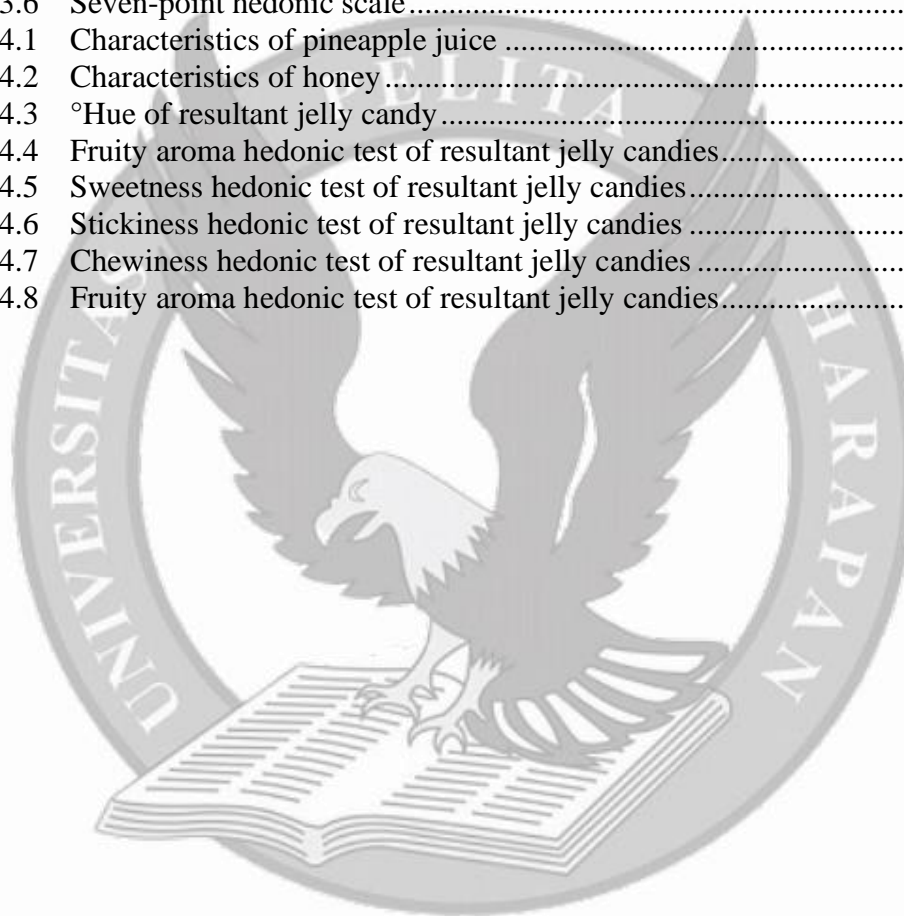 3.6 Seven-point hedonic scale................................................................................
4.1 Characteristics of pineapple juice ................................................................
4.2 Characteristics of honey................................................................................
4.3 °Hue of resultant jelly candy........................................................................
4.4 Fruity aroma hedonic test of resultant jelly candies............................
4.5 Sweetness hedonic test of resultant jelly candies.................................
4.6 Stickiness hedonic test of resultant jelly candies .................................
4.7 Chewiness hedonic test of resultant jelly candies ................................
4.8 Fruity aroma hedonic test of resultant jelly candies............................
UNIVERSITAS PELITA HARAPAN